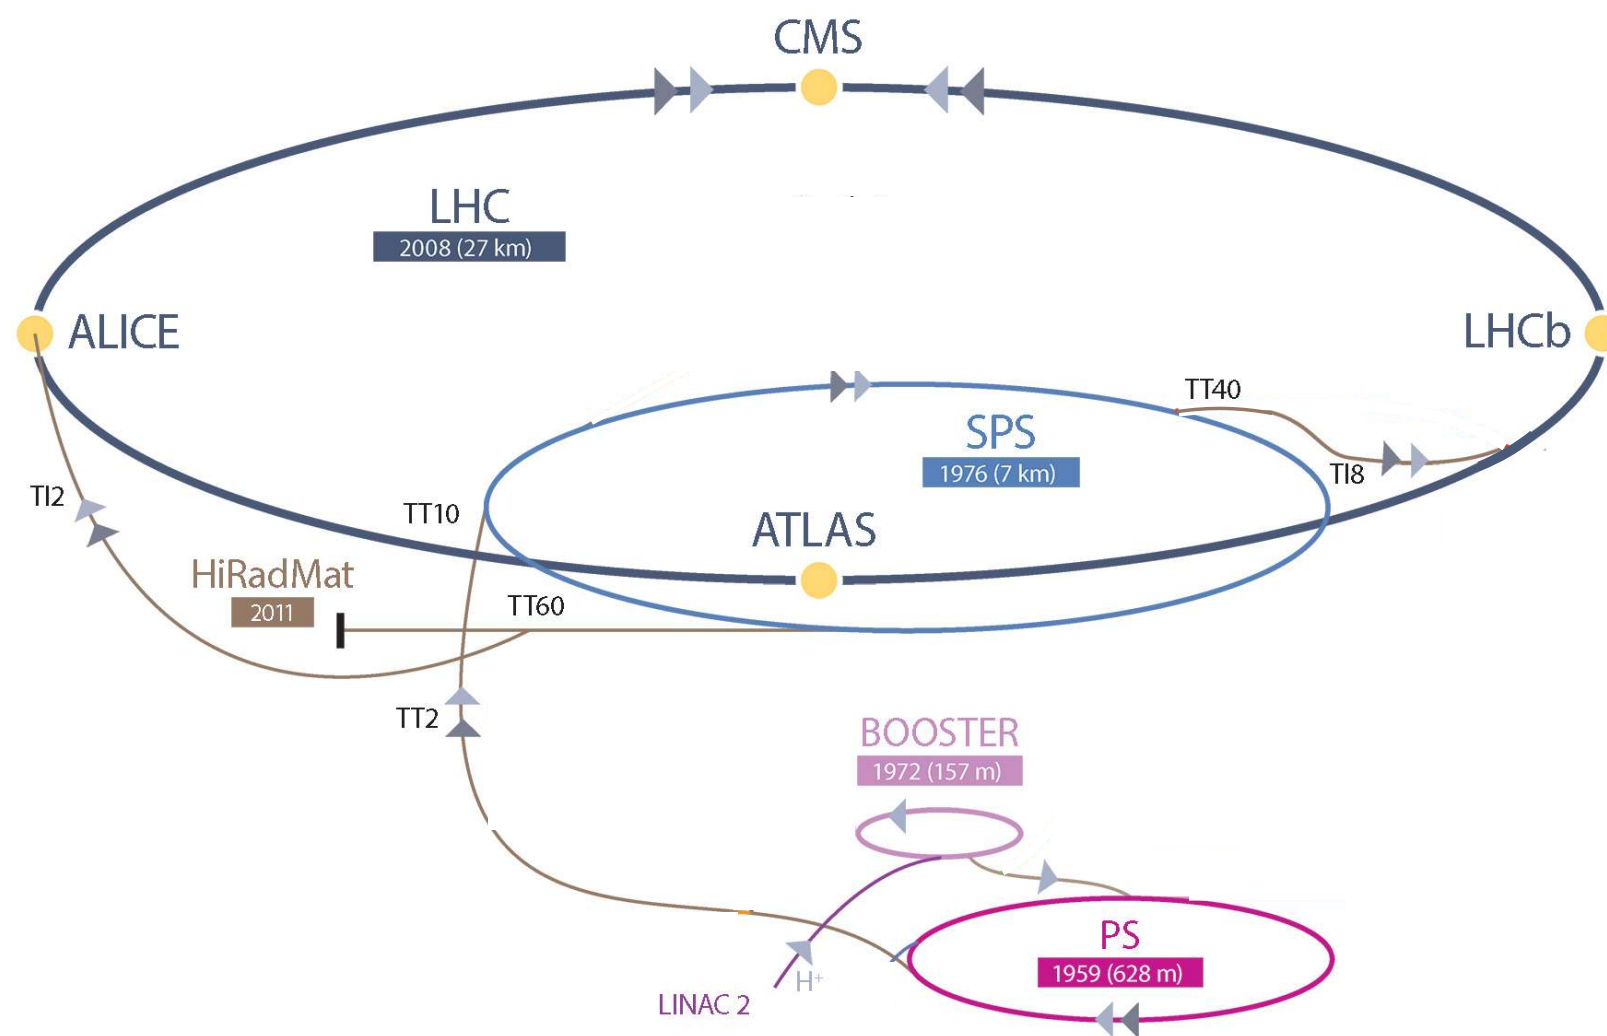 CMS
LHC
2008 (27 km)
ALICE
LHCb
TT40
SPS
1976 (7 km)
TI8
TI2
TT10
ATLAS
HiRadMat
2011
TT60
TT2
BOOSTER
1972 (157 m)
PS
1959 (628 m)
H⁺
LINAC 2